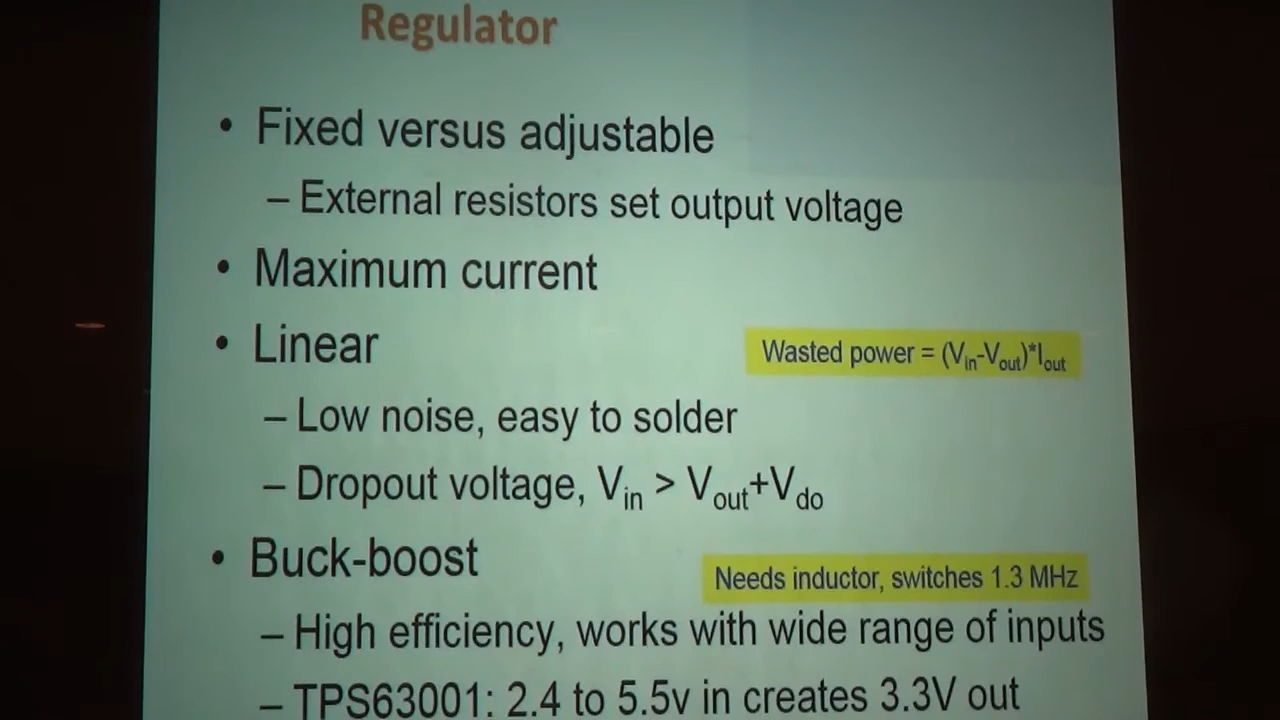 Regulator
• Fixed versus adjustable
– External resistors set output voltage
• Maximum current
• Linear
Wasted power = (Vin-Vout)*Iout
– Low noise, easy to solder
– Dropout voltage, Vin > Vout+Vdo
• Buck-boost
Needs inductor, switches 1.3 MHz
– High efficiency, works with wide range of inputs
– TPS63001: 2.4 to 5.5v in creates 3.3V out